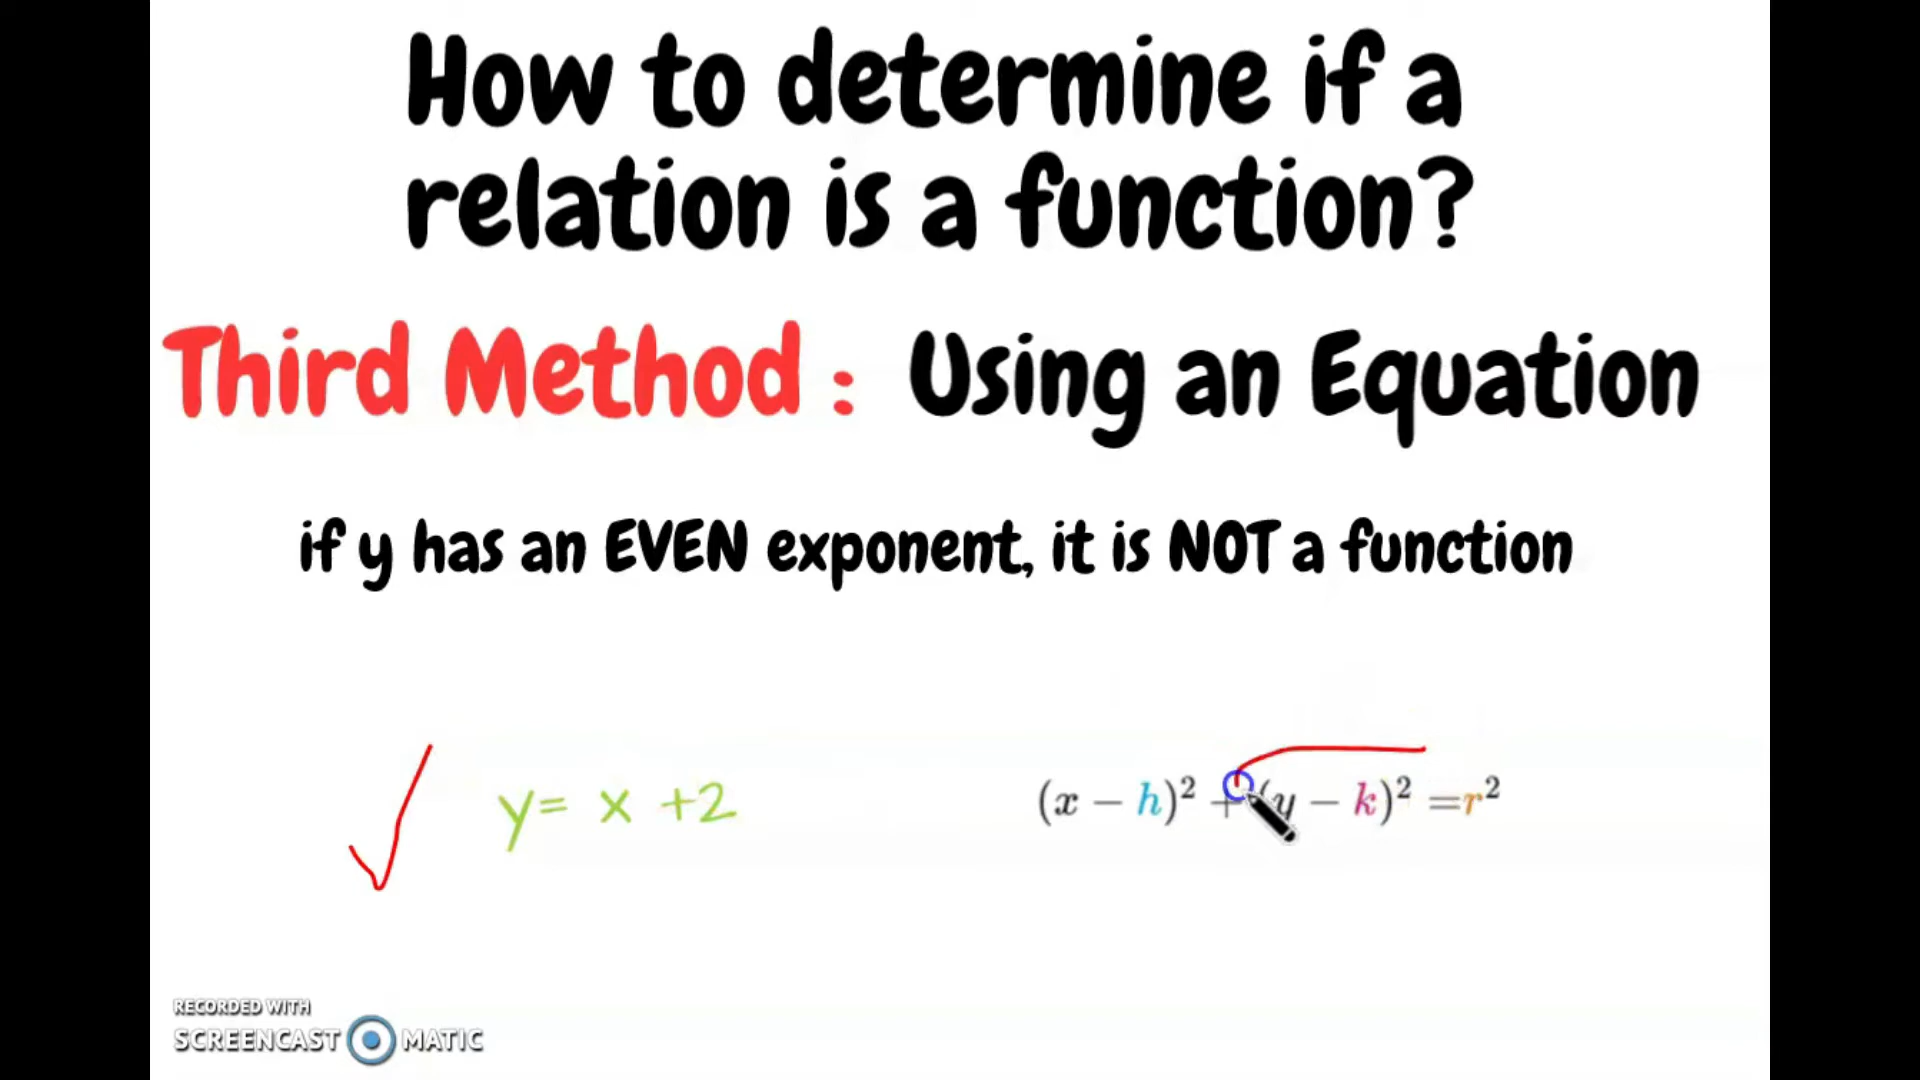 How to determine if a
relation is a function?
Third Method : Using an Equation
if y has an EVEN exponent, it is NOT a function
y= x +2
(x − h)² + (y − k)² =r²
RECORDED WITH
SCREENCAST MATIC